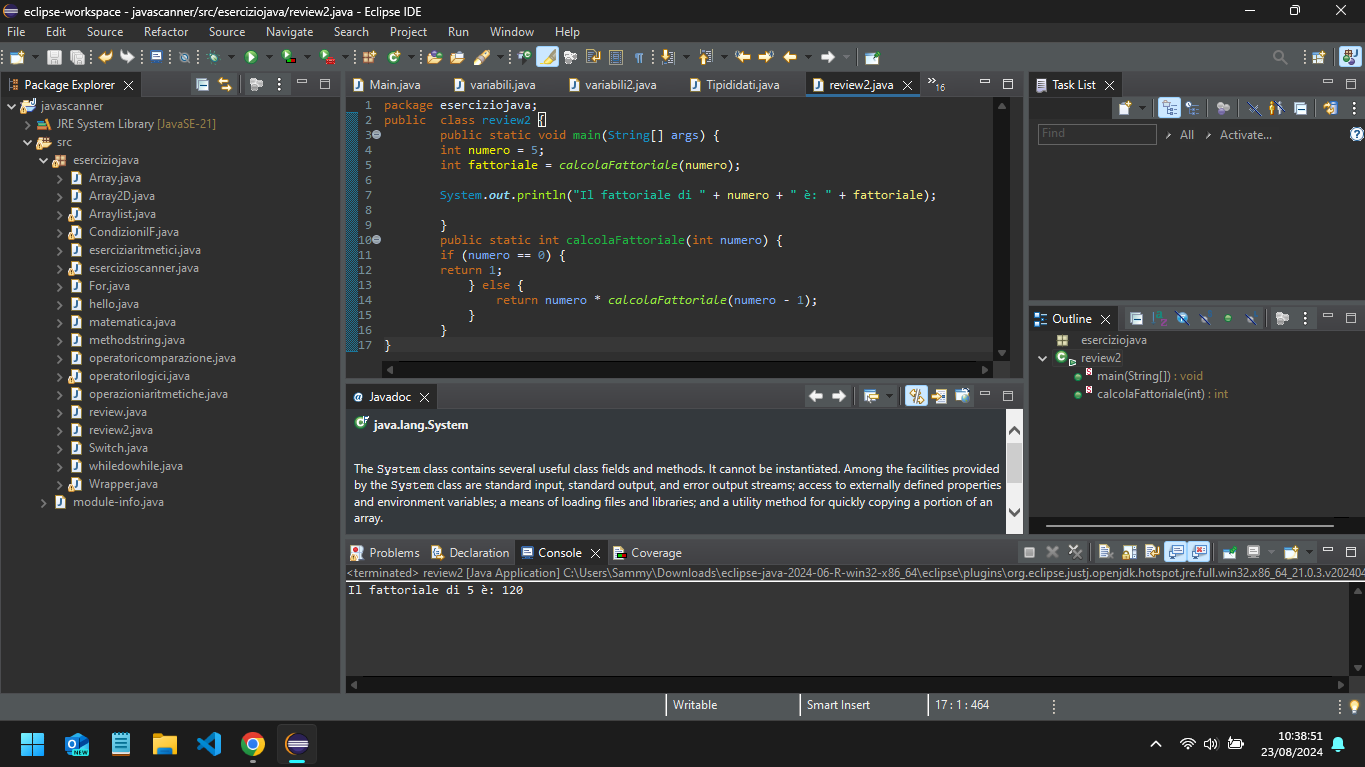 eclipse-workspace - javascanner/src/eserciziojava/review2.java - Eclipse IDE
File Edit Source Refactor Source Navigate Search Project Run Window Help
Package Explorer
javascanner
JRE System Library [JavaSE-21]
src
eserciziojava
Array.java
Array2D.java
Arraylist.java
CondizioniIF.java
eserciziaritmetici.java
eserczioscanner.java
For.java
hello.java
matematica.java
methodstring.java
operatoricomparazione.java
operatorilogici.java
operazioniaritmetiche.java
review.java
review2.java
Switch.java
whiledowhile.java
Wrapper.java
module-info.java
Main.java variabili.java variabili2.java Tipididati.java review2.java »16
1 package eserciziojava;
2 public  class review2 {
3 public static void main(String[] args) {
4 int numero = 5;
5 int fattoriale = calcolaFattoriale(numero);
6
7 System.out.println("Il fattoriale di " + numero + " è: " + fattoriale);
8
9 }
10 public static int calcolaFattoriale(int numero) {
11 if (numero == 0) {
12 return 1;
13 } else {
14 return numero * calcolaFattoriale(numero - 1);
15 }
16 }
17 }
Javadoc
java.lang.System
The System class contains several useful class fields and methods. It cannot be instantiated. Among the facilities provided
by the System class are standard input, standard output, and error output streams; access to externally defined properties
and environment variables; a means of loading files and libraries; and a utility method for quickly copying a portion of an
array.
Problems Declaration Console Coverage
<terminated> review2 [Java Application] C:\Users\Sammy\Downloads\eclipse-java-2024-06-R-win32-x86_64\eclipse\plugins\org.eclipse.justj.openjdk.hotspot.jre.full.win32.x86_64_21.0.3.v202404
Il fattoriale di 5 è: 120
Task List
Find All Activate...
Outline
eserciziojava
review2
main(String[]) : void
calcolaFattoriale(int) : int
Writable Smart Insert 17 : 1 : 464
NEW
10:38:51
23/08/2024